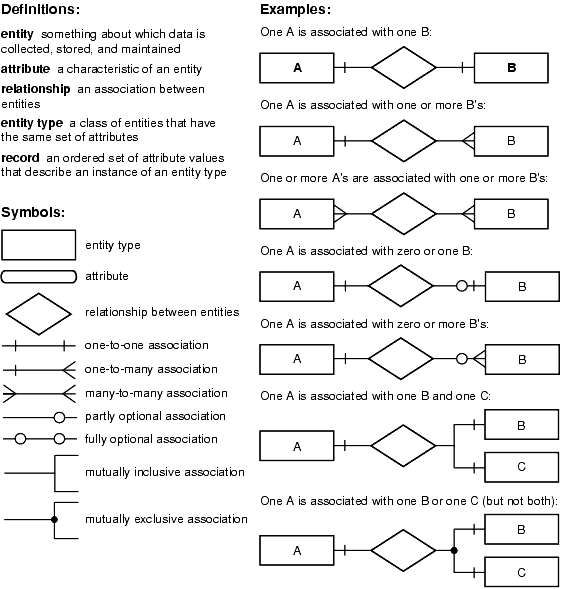 Definitions:
entity something about which data is
collected, stored, and maintained
attribute a characteristic of an entity
relationship an association between
entities
entity type a class of entities that have
the same set of attributes
record an ordered set of attribute values
that describe an instance of an entity type
Symbols:
entity type
attribute
relationship between entities
one-to-one association
one-to-many association
many-to-many association
partly optional association
fully optional association
mutually inclusive association
mutually exclusive association
Examples:
One A is associated with one B:
A B
One A is associated with one or more B's:
A B
One or more A's are associated with one or more B's:
A B
One A is associated with zero or one B:
A B
One A is associated with zero or more B's:
A B
One A is associated with one B and one C:
B
A
C
One A is associated with one B or one C (but not both):
B
A
C